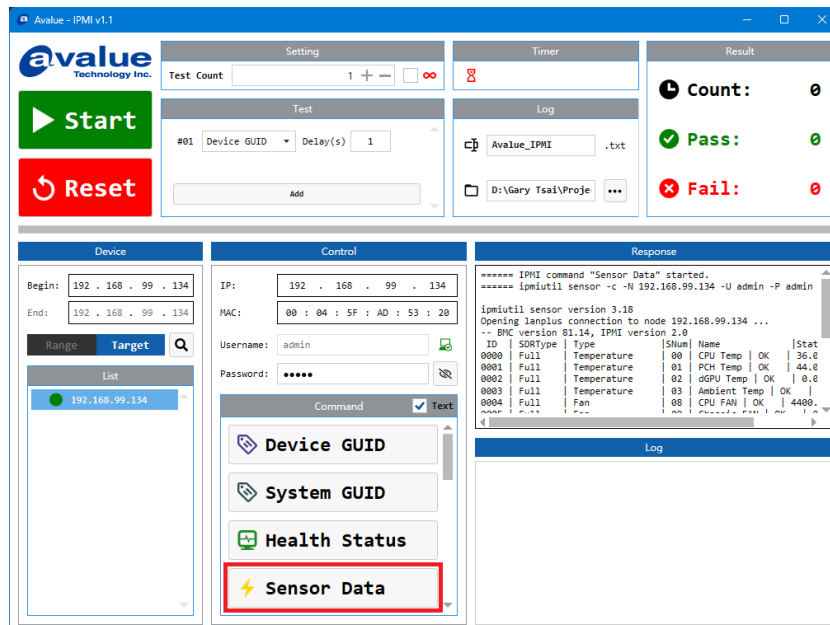 Avalue - IPMI v1.1
avalue
Technology Inc.
Start
Reset
Setting
Test Count 1
Test
#01 Device GUID Delay(s) 1
Add
Timer
Log
Avalue_IPMI .txt
D:\Gary Tsai\Proje
Result
Count: 0
Pass: 0
Fail: 0
Device
Begin: 192 . 168 . 99 . 134
End: 192 . 168 . 99 . 134
Range Target
List
192.168.99.134
Control
IP: 192 . 168 . 99 . 134
MAC: 00 : 04 : 5F : AD : 53 : 20
Username: admin
Password: •••••
Command Text
Device GUID
System GUID
Health Status
Sensor Data
Response
====== IPMI command "Sensor Data" started.
====== ipmiutil sensor -c -N 192.168.99.134 -U admin -P admin
ipmiutil sensor version 3.18
Opening lanplus connection to node 192.168.99.134 ...
-- BMC version 81.14, IPMI version 2.0
ID | SDRType | Type |SNum| Name |Stat
0000 | Full | Temperature | 00 | CPU Temp | OK | 36.0
0001 | Full | Temperature | 01 | PCH Temp | OK | 44.0
0002 | Full | Temperature | 02 | dGPU Temp | OK | 0.0
0003 | Full | Temperature | 03 | Ambient Temp | OK |
0004 | Full | Fan | 08 | CPU FAN | OK | 4400.
Log